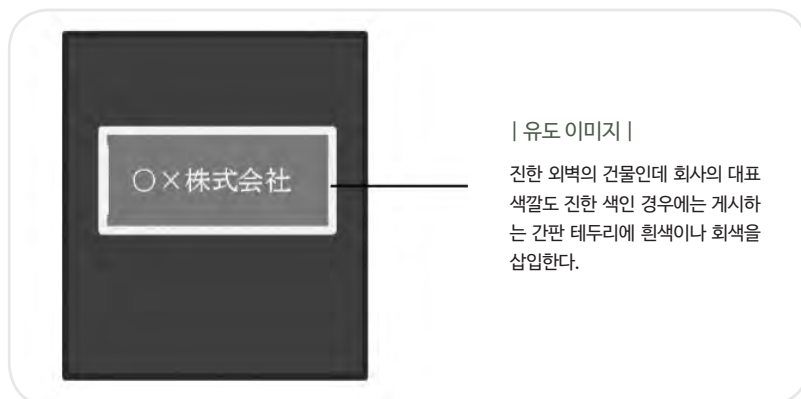 ○×株式会社
| 유도 이미지 |
진한 외벽의 건물인데 회사의 대표
색깔도 진한 색인 경우에는 게시하
는 간판 테두리에 흰색이나 회색을
삽입한다.